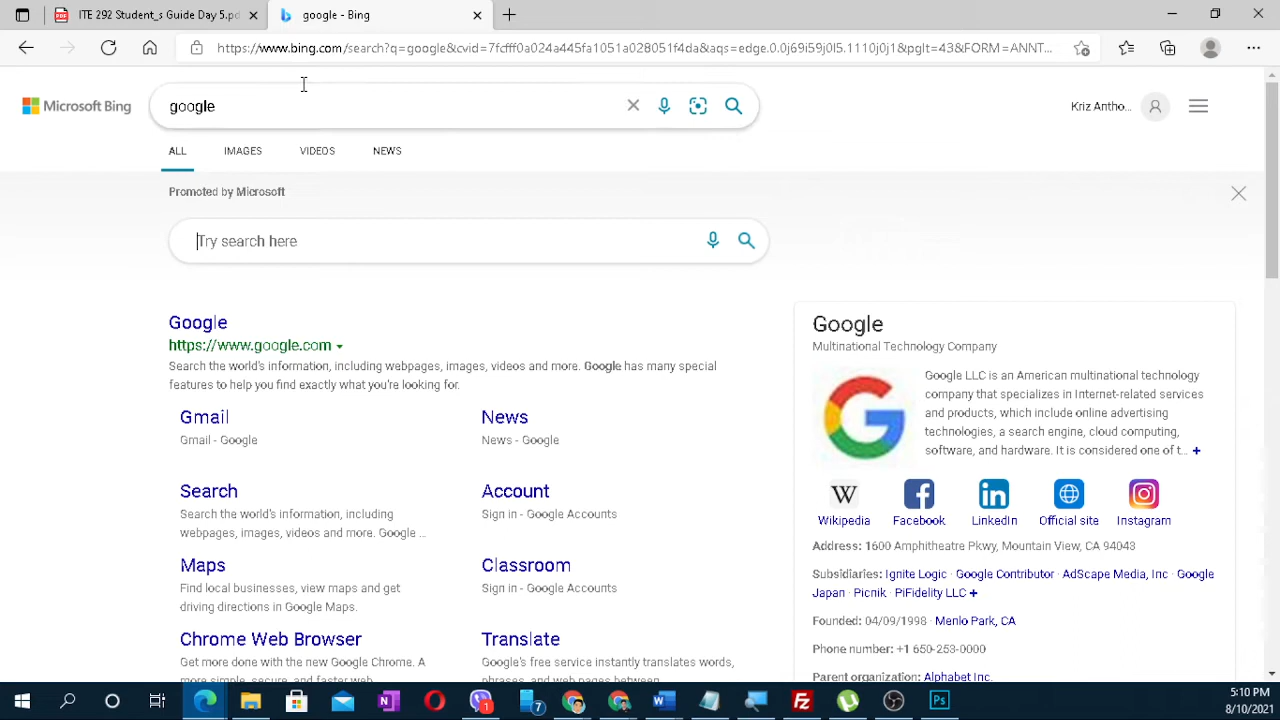 ITE 292 Student_s Guide Day 5.pd
google - Bing
https://www.bing.com/search?q=google&cvid=7fcfff0a024a445fa1051a028051f4da&aqs=edge.0.0j69i59j0l5.1110j0j1&pglt=43&FORM=ANNT...
Microsoft Bing
google
Kriz Antho...
ALL
IMAGES
VIDEOS
NEWS
Promoted by Microsoft
Try search here
Google
https://www.google.com
Search the world's information, including webpages, images, videos and more. Google has many special
features to help you find exactly what you're looking for.
Gmail
Gmail - Google
News
News - Google
Search
Search the world's information, including
webpages, images, videos and more. Google ...
Account
Sign in - Google Accounts
Maps
Find local businesses, view maps and get
driving directions in Google Maps.
Classroom
Sign in - Google Accounts
Chrome Web Browser
Get more done with the new Google Chrome. A
more simple, secure, and faster web
Translate
Google's free service instantly translates words,
phrases, and web pages between
Google
Multinational Technology Company
Google LLC is an American multinational technology
company that specializes in Internet-related services
and products, which include online advertising
technologies, a search engine, cloud computing,
software, and hardware. It is considered one of t... +
W
Wikipedia
Facebook
in
LinkedIn
Official site
Instagram
Address: 1600 Amphitheatre Pkwy, Mountain View, CA 94043
Subsidiaries: Ignite Logic · Google Contributor · AdScape Media, Inc · Google
Japan · Picnik · PiFidelity LLC +
Founded: 04/09/1998 · Menlo Park, CA
Phone number: +1 650-253-0000
Parent organization: Alphabet Inc.
1
7
5:10 PM
8/10/2021